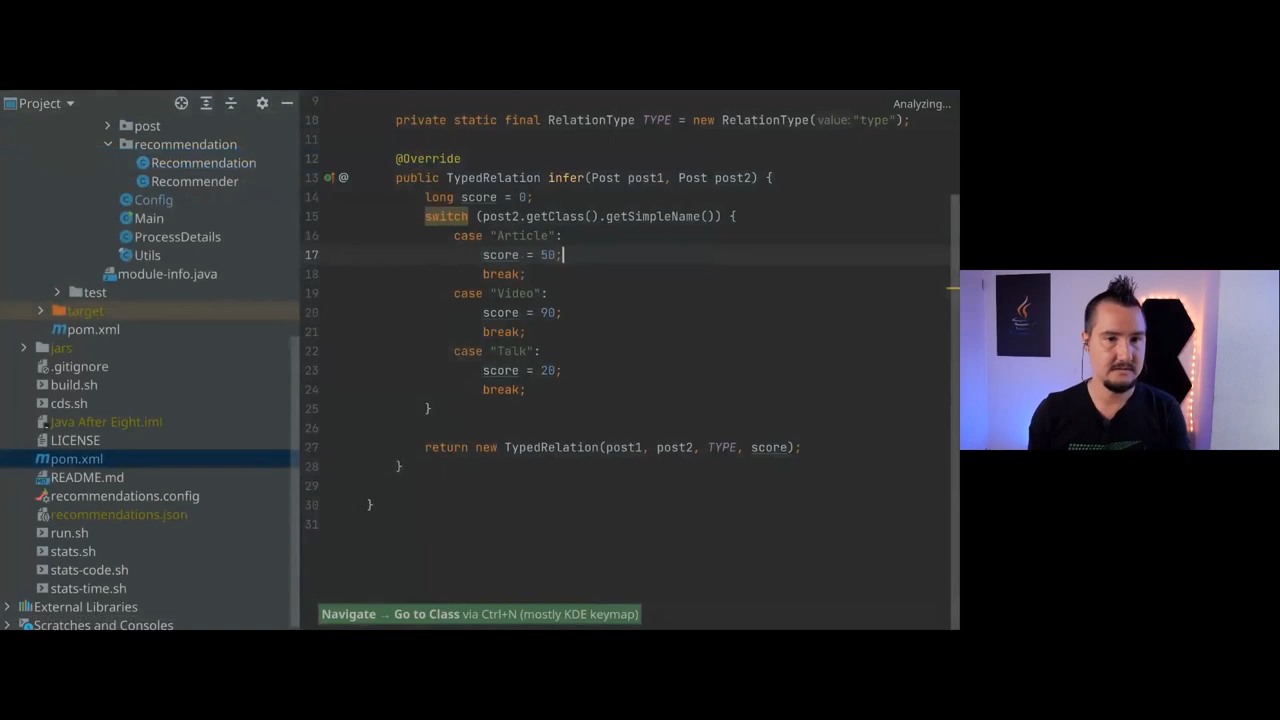 Project
post
recommendation
Recommendation
Recommender
Config
Main
ProcessDetails
Utils
module-info.java
test
target
pom.xml
jars
.gitignore
build.sh
cds.sh
Java After Eight.iml
LICENSE
pom.xml
README.md
recommendations.config
recommendations.json
run.sh
stats.sh
stats-code.sh
stats-time.sh
External Libraries
Scratches and Consoles
Analyzing...
9
10 private static final RelationType TYPE = new RelationType( value: "type");
11
12 @Override
13 public TypedRelation infer(Post post1, Post post2) {
14 long score = 0;
15 switch (post2.getClass().getSimpleName()) {
16 case "Article":
17 score = 50;
18 break;
19 case "Video":
20 score = 90;
21 break;
22 case "Talk":
23 score = 20;
24 break;
25 }
26
27 return new TypedRelation(post1, post2, TYPE, score);
28 }
29
30 }
31
Navigate → Go to Class via Ctrl+N (mostly KDE keymap)